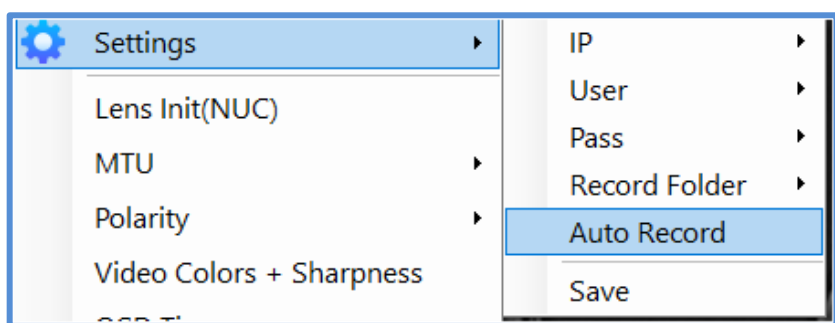 Settings
Lens Init(NUC)
MTU
Polarity
Video Colors + Sharpness
IP
User
Pass
Record Folder
Auto Record
Save